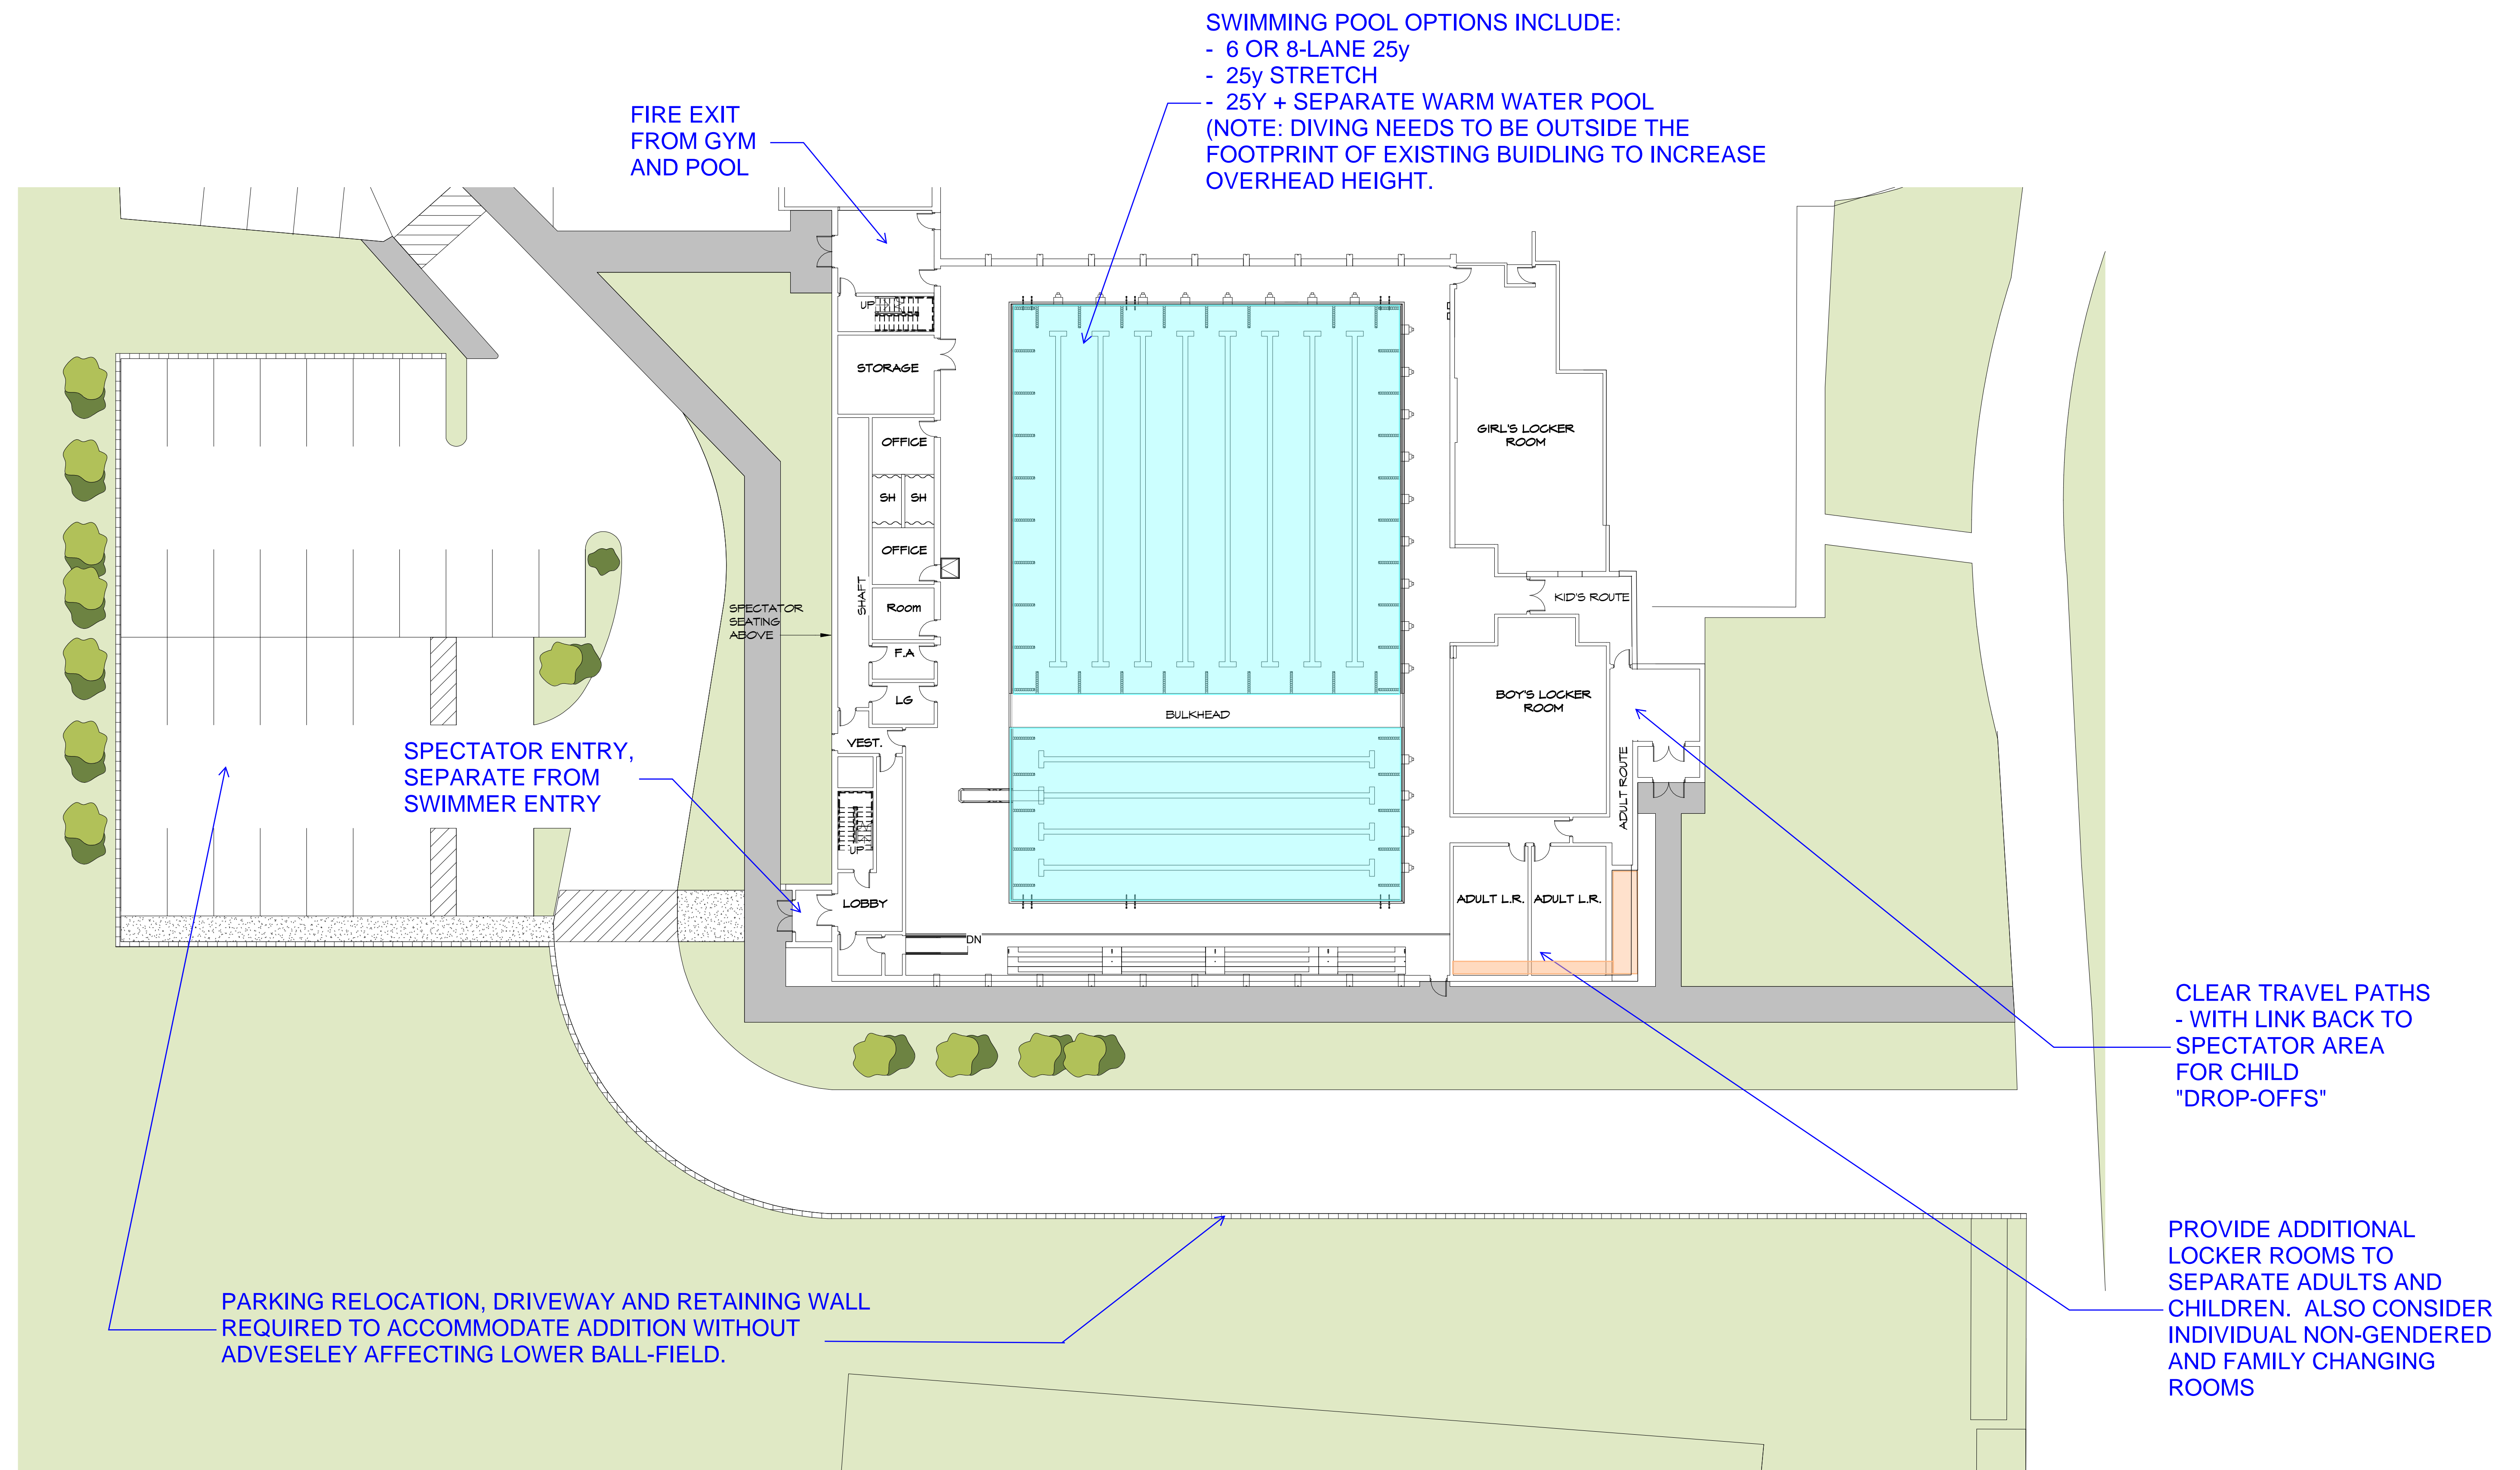 SWIMMING POOL OPTIONS INCLUDE:
- 6 OR 8-LANE 25y
- 25y STRETCH
- 25Y + SEPARATE WARM WATER POOL
(NOTE: DIVING NEEDS TO BE OUTSIDE THE
FOOTPRINT OF EXISTING BUIDLING TO INCREASE
OVERHEAD HEIGHT.
FIRE EXIT
FROM GYM
AND POOL
UP
STORAGE
OFFICE
SH SH
OFFICE
SHAFT
Room
SPECTATOR
SEATING
ABOVE
F.A
LG
VEST.
UP
LOBBY
DN
BULKHEAD
GIRL'S LOCKER
ROOM
KID'S ROUTE
BOY'S LOCKER
ROOM
ADULT ROUTE
ADULT L.R. ADULT L.R.
SPECTATOR ENTRY,
SEPARATE FROM
SWIMMER ENTRY
CLEAR TRAVEL PATHS
- WITH LINK BACK TO
SPECTATOR AREA
FOR CHILD
"DROP-OFFS"
PROVIDE ADDITIONAL
LOCKER ROOMS TO
SEPARATE ADULTS AND
CHILDREN. ALSO CONSIDER
INDIVIDUAL NON-GENDERED
AND FAMILY CHANGING
ROOMS
PARKING RELOCATION, DRIVEWAY AND RETAINING WALL
REQUIRED TO ACCOMMODATE ADDITION WITHOUT
ADVESELEY AFFECTING LOWER BALL-FIELD.